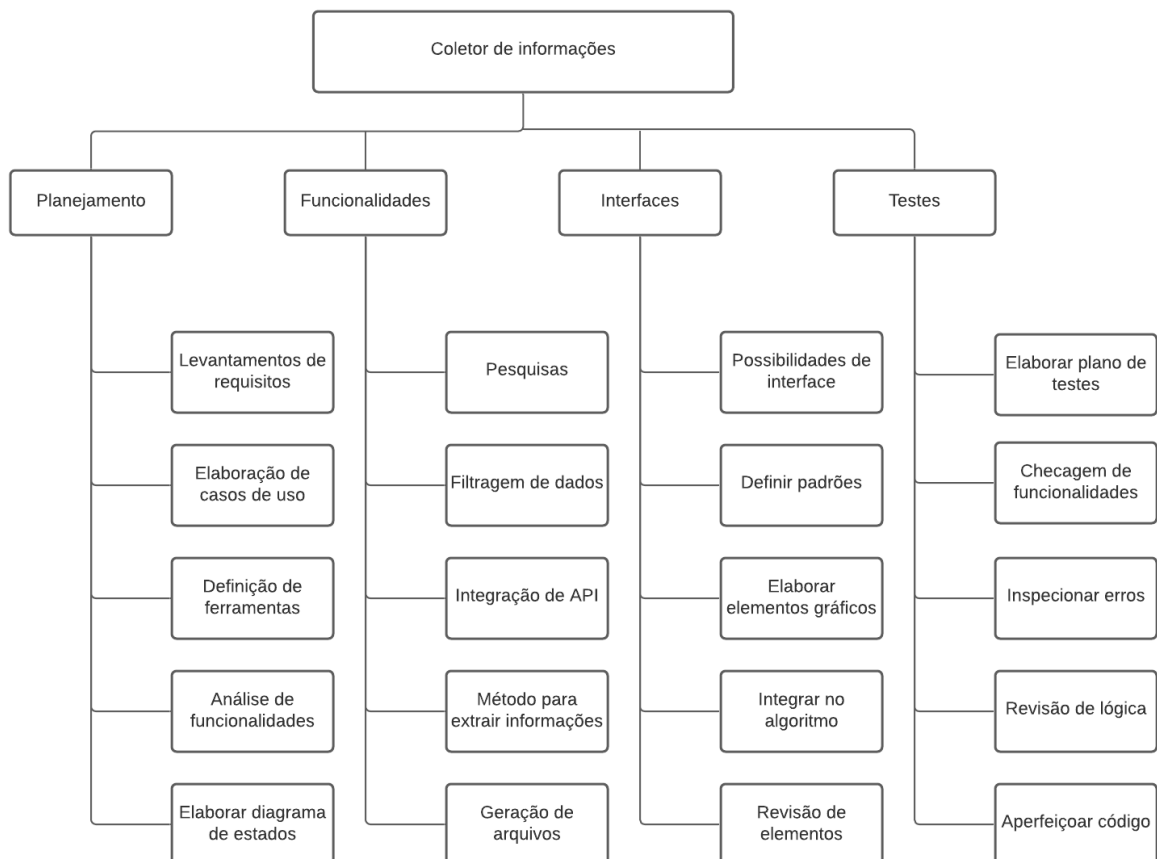 Coletor de informações
Planejamento
Funcionalidades
Interfaces
Testes
Levantamentos de
requisitos
Elaboração de
casos de uso
Definição de
ferramentas
Análise de
funcionalidades
Elaborar diagrama
de estados
Pesquisas
Filtragem de dados
Integração de API
Método para
extrair informações
Geração de
arquivos
Possibilidades de
interface
Definir padrões
Elaborar
elementos gráficos
Integrar no
algoritmo
Revisão de
elementos
Elaborar plano de
testes
Checagem de
funcionalidades
Inspecionar erros
Revisão de lógica
Aperfeiçoar código